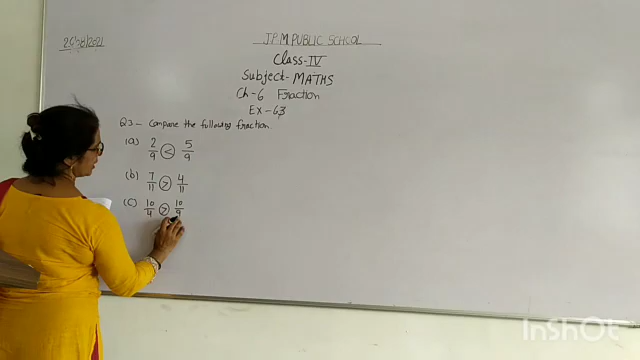 26/08/2021
J.P.M PUBLIC SCHOOL
Class-IV
Subject-MATHS
Ch-6 Fraction
Ex-6.3
Q3- Compare the following fraction.
(a) 2/9 < 5/9
(b) 7/11 > 4/11
(c) 10/4 > 10/9
InShOt